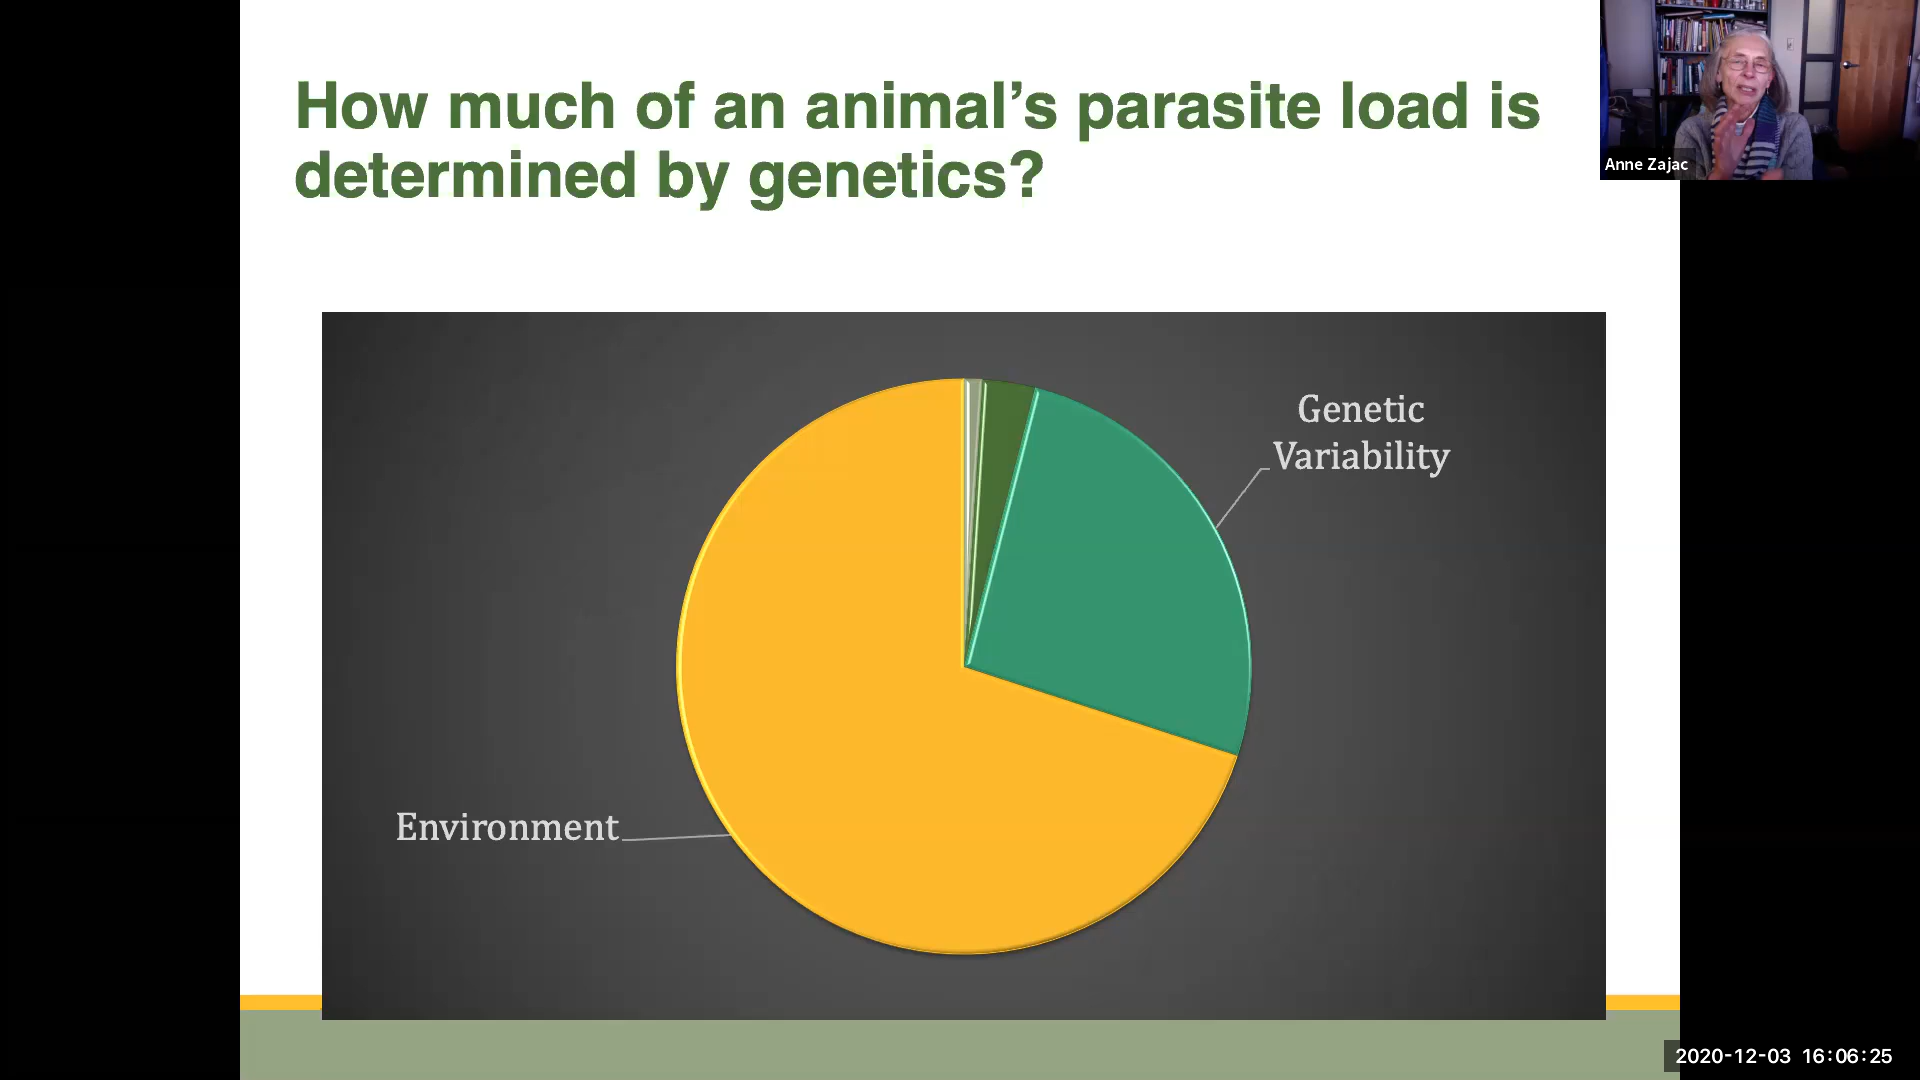 How much of an animal’s parasite load is
determined by genetics?
Anne Zajac
Genetic
Variability
Environment
2020-12-03 16:06:25